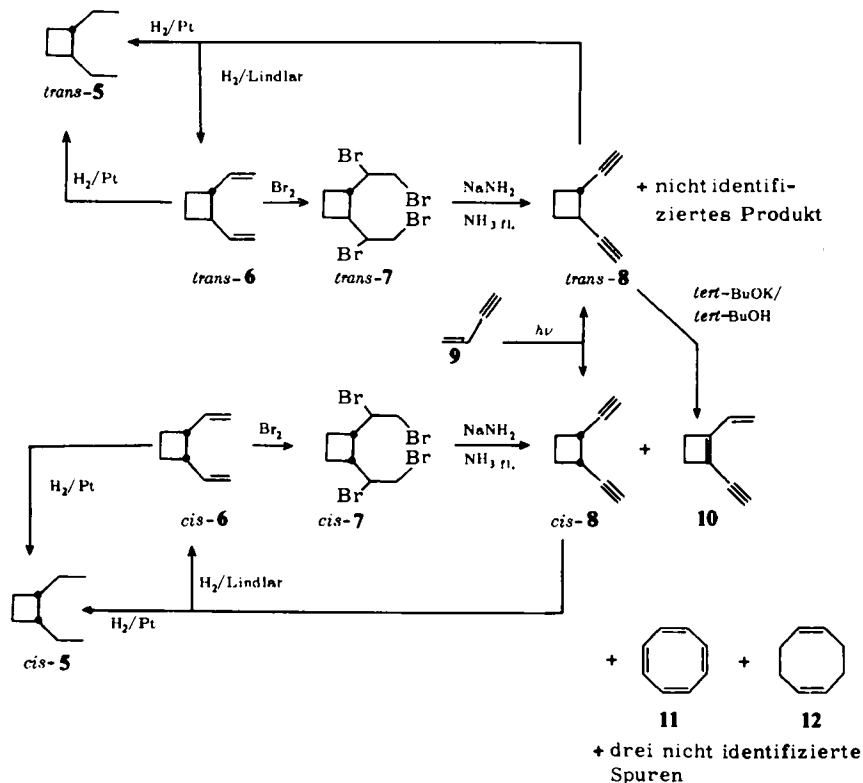 H₂/Pt
H₂/Lindlar
trans-5
H₂/Pt
Br₂
Br
Br
Br
Br
NaNH₂
NH₃ fl.
+ nicht identifi-
ziertes Produkt
trans-6
trans-7
trans-8
tert-BuOK/
tert-BuOH
9
hν
H₂/Pt
Br₂
Br
Br
Br
Br
NaNH₂
NH₃ fl.
+
cis-6
cis-7
cis-8
10
H₂/Lindlar
H₂/Pt
cis-5
+
+
11
12
+ drei nicht identifizierte
Spuren